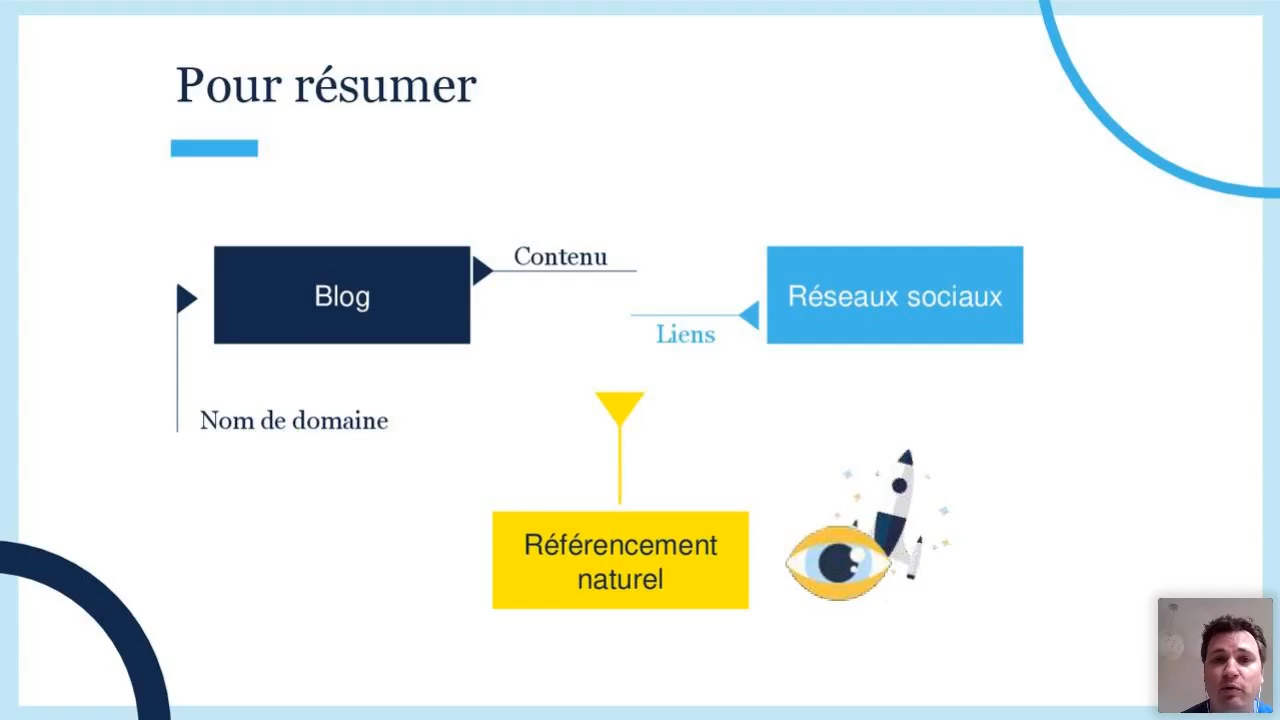 Pour résumer
Contenu
Blog
Réseaux sociaux
Liens
Nom de domaine
Référencement
naturel